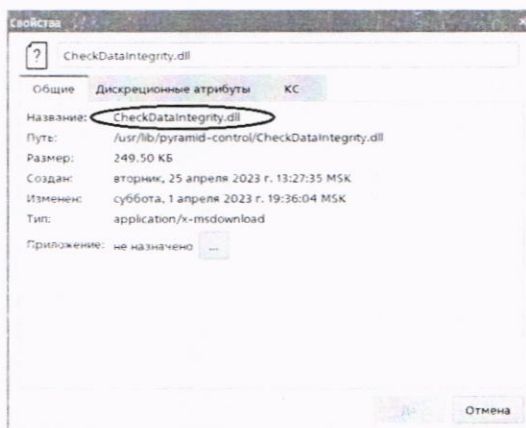 Свойства
CheckDataIntegrity.dll
Общие Дискреционные атрибуты КС
Название: CheckDataIntegrity.dll
Путь: /usr/lib/pyramid-control/CheckDataIntegrity.dll
Размер: 249.50 КБ
Создан: вторник, 25 апреля 2023 г. 13:27:35 MSK
Изменен: суббота, 1 апреля 2023 г. 19:36:04 MSK
Тип: application/x-msdownload
Приложение: не назначено ...
Да Отмена